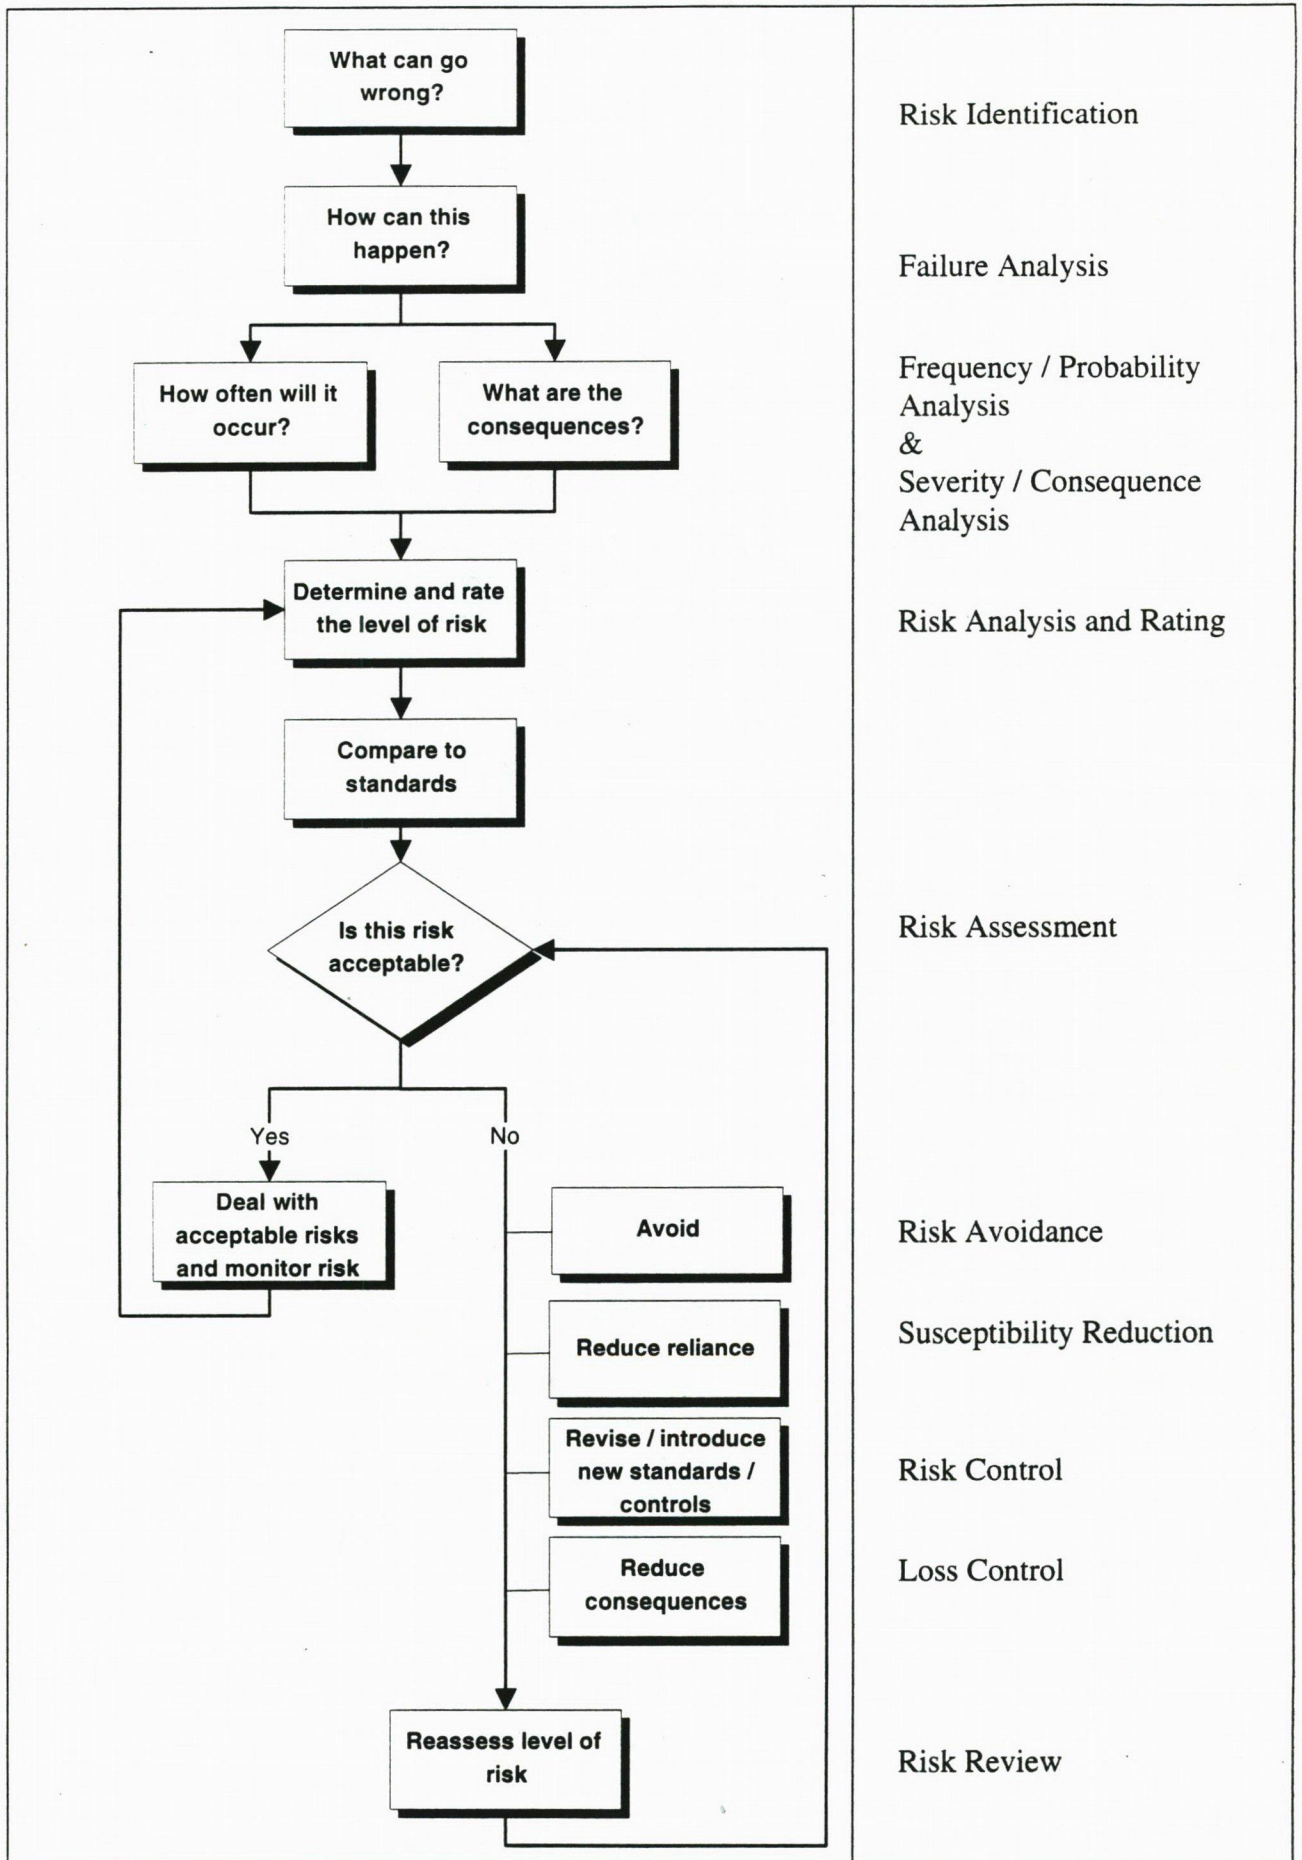 What can go
wrong?
Risk Identification
How can this
happen?
Failure Analysis
How often will it
occur?
What are the
consequences?
Frequency / Probability
Analysis
&
Severity / Consequence
Analysis
Determine and rate
the level of risk
Risk Analysis and Rating
Compare to
standards
Is this risk
acceptable?
Risk Assessment
Yes
No
Deal with
acceptable risks
and monitor risk
Avoid
Risk Avoidance
Reduce reliance
Susceptibility Reduction
Revise / introduce
new standards /
controls
Risk Control
Reduce
consequences
Loss Control
Reassess level of
risk
Risk Review